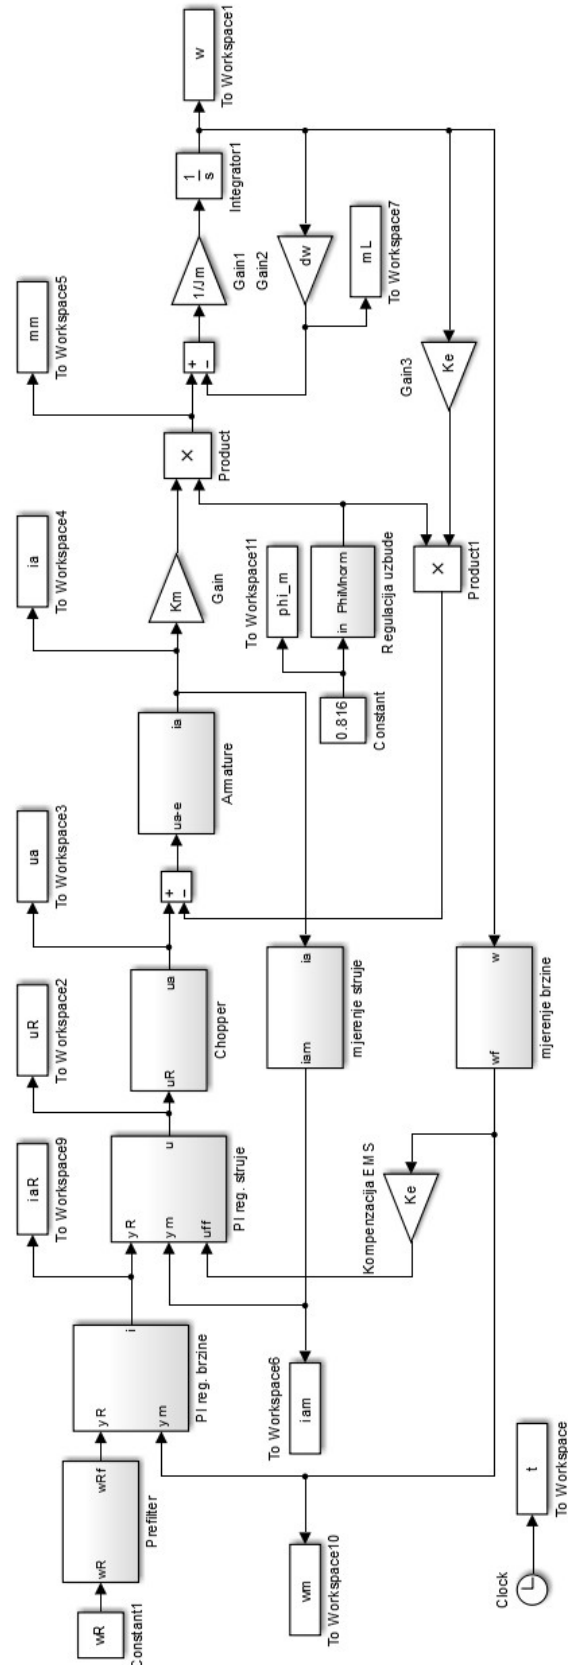 wR
Constant1
wR
wRf
Prefilter
yR
ym
i
PI reg. brzine
iaR
To Workspace9
yR
ym
uff
u
PI reg. struje
uR
To Workspace2
uR
ua
Chopper
ua
To Workspace3
+
−
ua-e
ia
Armature
ia
To Workspace4
Km
Gain
×
Product
mm
To Workspace5
+
−
1/Jm
Gain1
1
s
Integrator1
w
To Workspace1
Gain2
dw
mL
To Workspace7
To Workspace11
phi_m
0.816
Constant
in
PhiMnorm
Regulacija uzbude
Gain3
Ke
×
Product1
iam
ia
mjerenje struje
To Workspace6
iam
Kompenzacija EMS
Ke
wf
w
mjerenje brzine
wm
To Workspace10
Clock
t
To Workspace